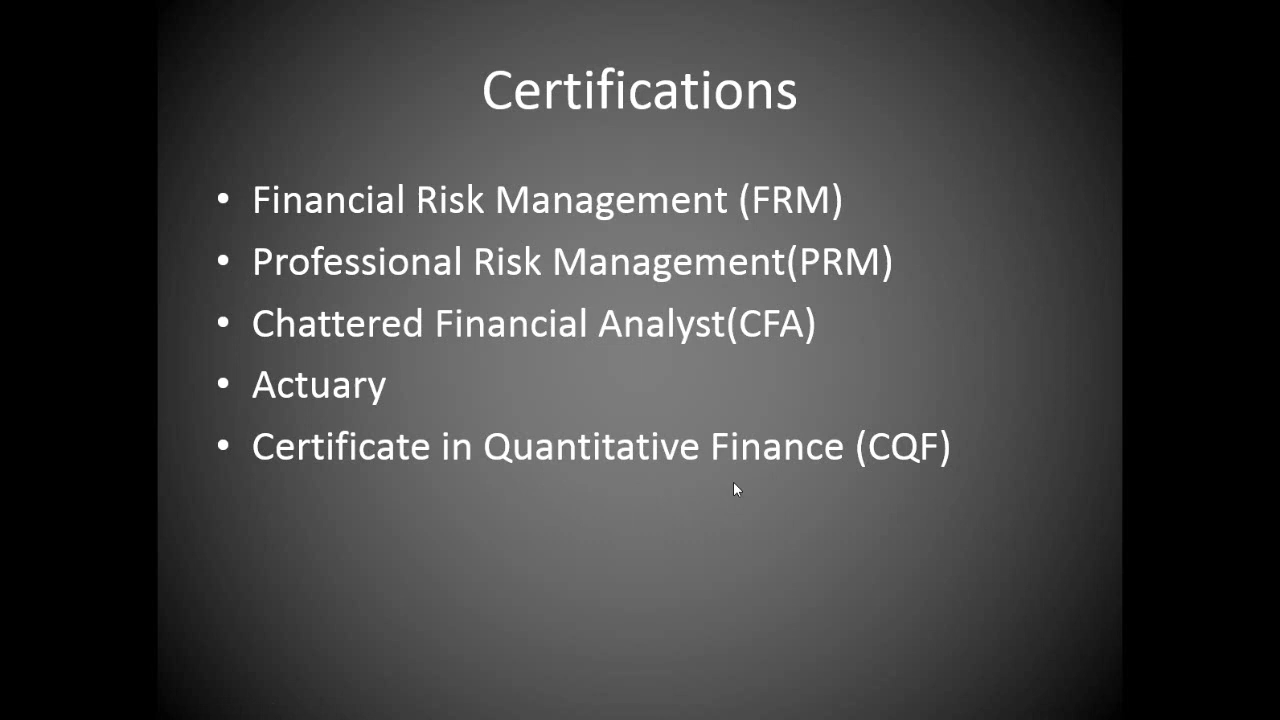 Certifications
• Financial Risk Management (FRM)
• Professional Risk Management(PRM)
• Chattered Financial Analyst(CFA)
• Actuary
• Certificate in Quantitative Finance (CQF)